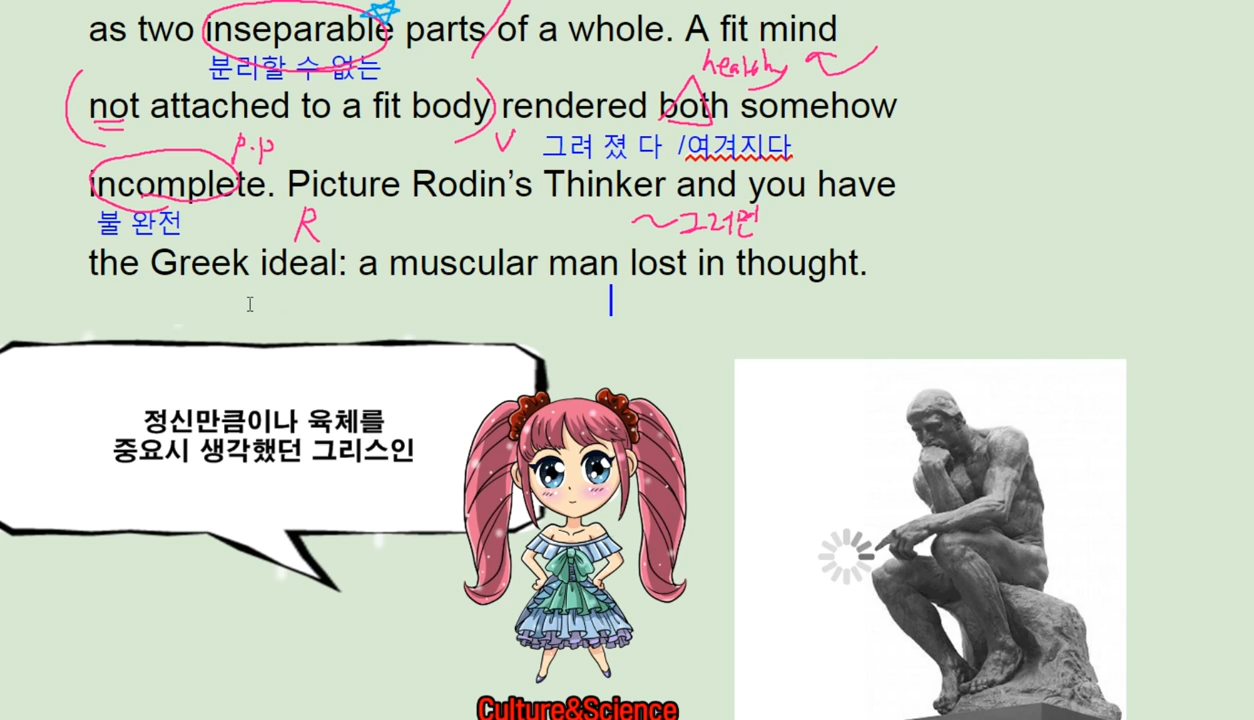 as two inseparable parts of a whole. A fit mind
분리할 수 없는
healthy
not attached to a fit body rendered both somehow
p.p
V
그려 졌 다 /여겨지다
incomplete. Picture Rodin's Thinker and you have
불 완전
R
~그러면
the Greek ideal: a muscular man lost in thought.
정신만큼이나 육체를
중요시 생각했던 그리스인
Culture&Science